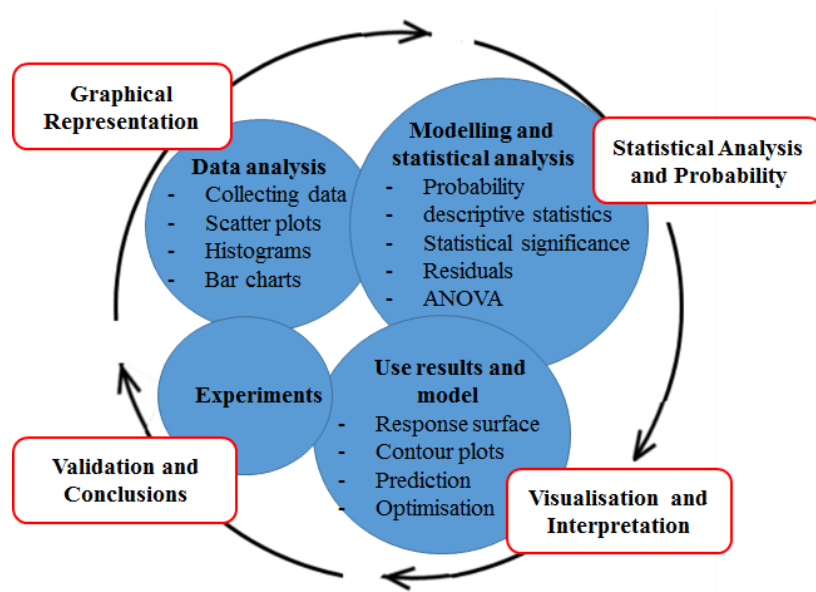 Graphical
Representation
Data analysis
- Collecting data
- Scatter plots
- Histograms
- Bar charts
Modelling and
statistical analysis
- Probability
- descriptive statistics
- Statistical significance
- Residuals
- ANOVA
Statistical Analysis
and Probability
Experiments
Use results and
model
- Response surface
- Contour plots
- Prediction
- Optimisation
Validation and
Conclusions
Visualisation and
Interpretation